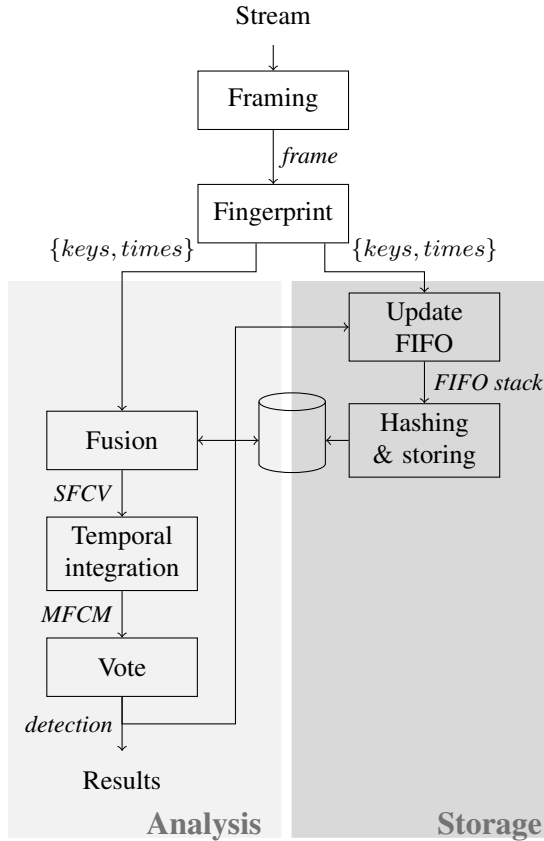 Stream
Framing
frame
Fingerprint
{keys, times}
{keys, times}
Update
FIFO
FIFO stack
Hashing
& storing
Fusion
SFCV
Temporal
integration
MFCM
Vote
detection
Results
Analysis
Storage